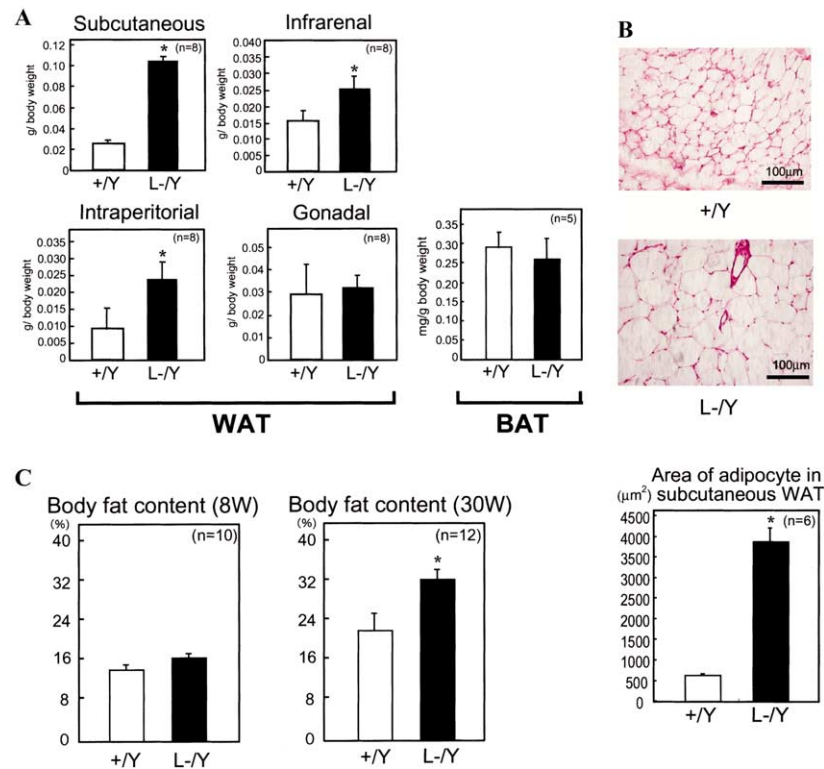 A
Subcutaneous
(n=8)
*
g/ body weight
0.12
0.10
0.08
0.06
0.04
0.02
0
+/Y
L-/Y
Infrarenal
(n=8)
*
g/ body weight
0.040
0.035
0.030
0.025
0.020
0.015
0.010
0.005
0
+/Y
L-/Y
Intraperitorial
(n=8)
*
g/ body weight
0.035
0.030
0.025
0.020
0.015
0.010
0.005
0
+/Y
L-/Y
Gonadal
(n=8)
g/ body weight
0.05
0.04
0.03
0.02
0.01
0
+/Y
L-/Y
WAT
(n=5)
mg/g body weight
0.35
0.30
0.25
0.20
0.15
0.10
0.05
0
+/Y
L-/Y
BAT
B
100μm
+/Y
100μm
L-/Y
Area of adipocyte in
(μm²) subcutaneous WAT
(n=6)
*
4500
4000
3500
3000
2500
2000
1500
1000
500
0
+/Y
L-/Y
C
Body fat content (8W)
(%)
(n=10)
40
32
24
16
8
0
+/Y
L-/Y
Body fat content (30W)
(%)
(n=12)
*
40
32
24
16
8
0
+/Y
L-/Y